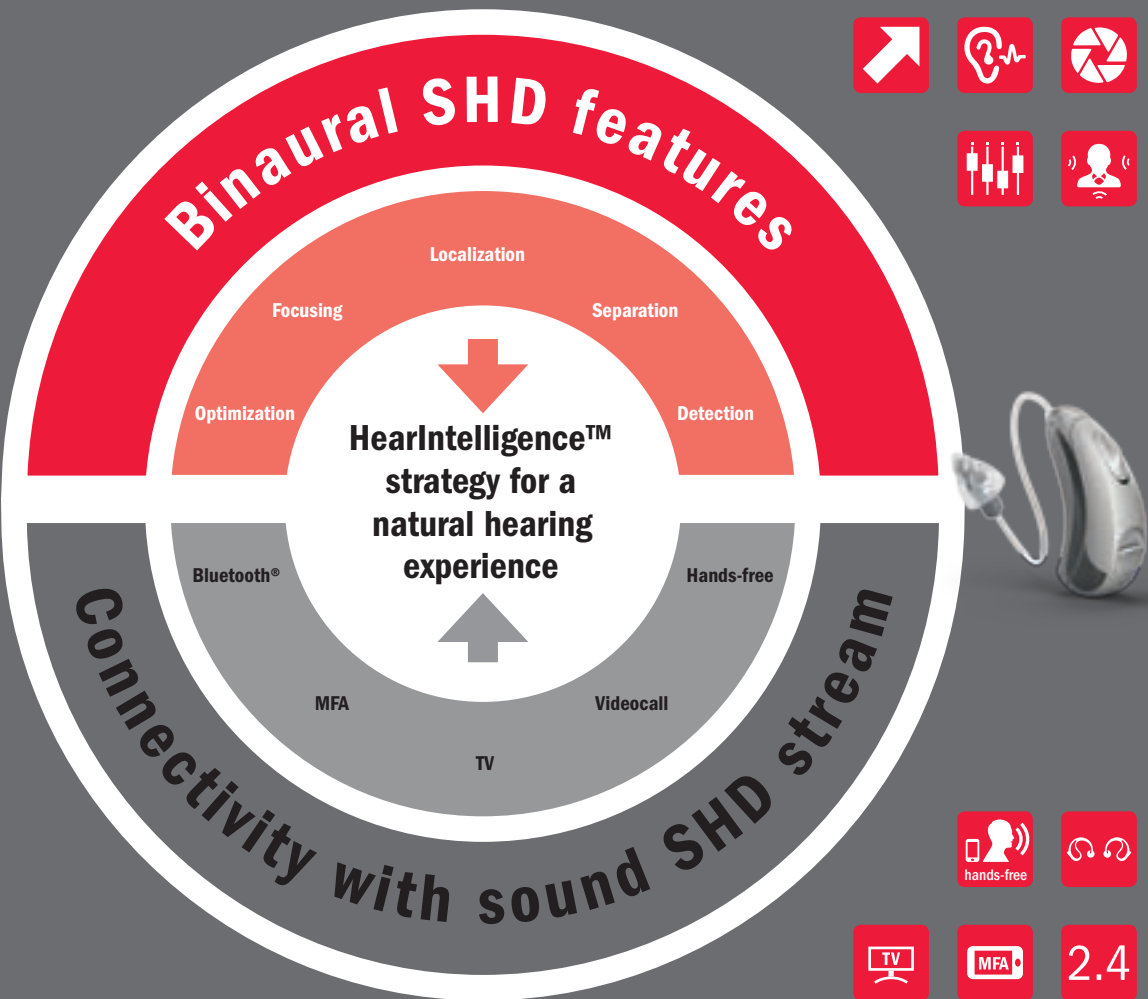 Binaural SHD features
Localization
Focusing
Separation
Optimization
Detection
HearIntelligence™
strategy for a
natural hearing
experience
Bluetooth®
Hands-free
MFA
Videocall
TV
Connectivity with sound SHD stream
hands-free
TV
MFA
2.4